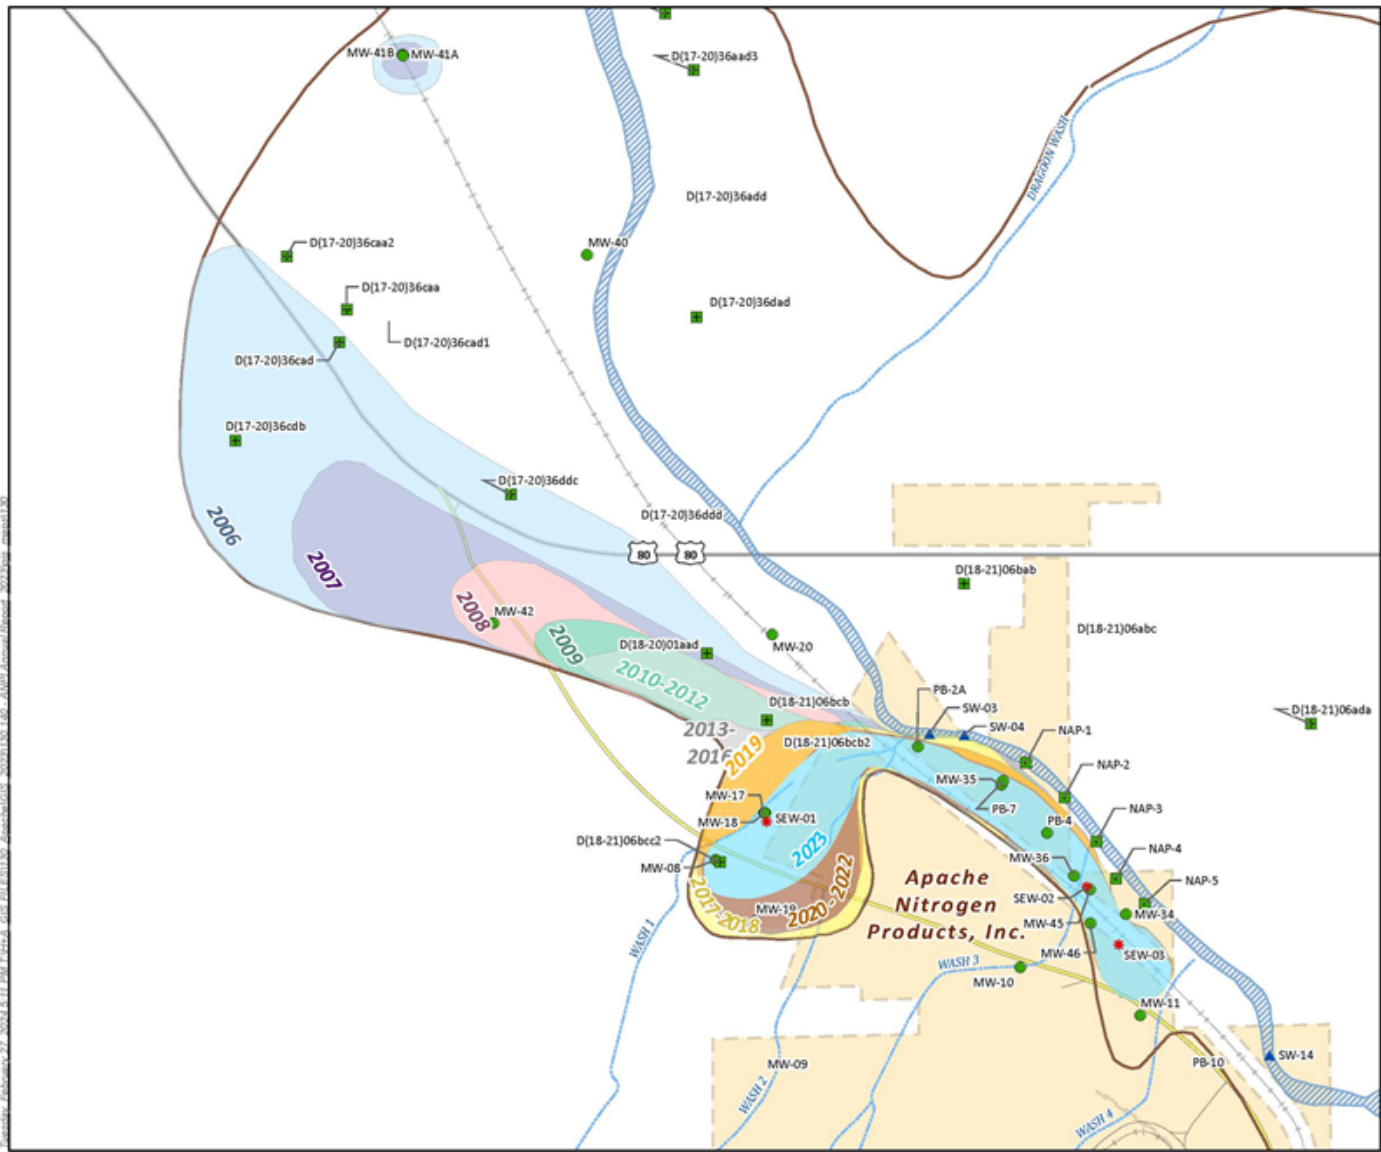 MW-41B
MW-41A
D(17-20)36aad3
DRAGOON WASH
D(17-20)36add
D(17-20)36caa2
MW-40
D(17-20)36caa
D(17-20)36dad
D(17-20)36cad1
D(17-20)36cad
D(17-20)36cdb
D(17-20)36ddc
2006
D(17-20)36ddd
80
80
2007
D(18-21)06bab
2008
MW-42
D(18-21)06abc
2009
D(18-20)01aad
MW-20
2010-2012
PB-2A
D(18-21)06bcb
SW-03
D(18-21)06ada
SW-04
2013-
2016
NAP-1
D(18-21)06bcb2
2019
NAP-2
MW-35
MW-17
PB-7
NAP-3
MW-18
SEW-01
PB-4
D(18-21)06bcc2
2023
NAP-4
MW-36
MW-08
NAP-5
2017-2018
2020 - 2022
Apache
Nitrogen
Products, Inc.
SEW-02
MW-19
MW-34
MW-45
WASH 1
MW-46
SEW-03
WASH 3
MW-10
MW-11
SW-14
MW-09
PB-10
WASH 2
WASH 4